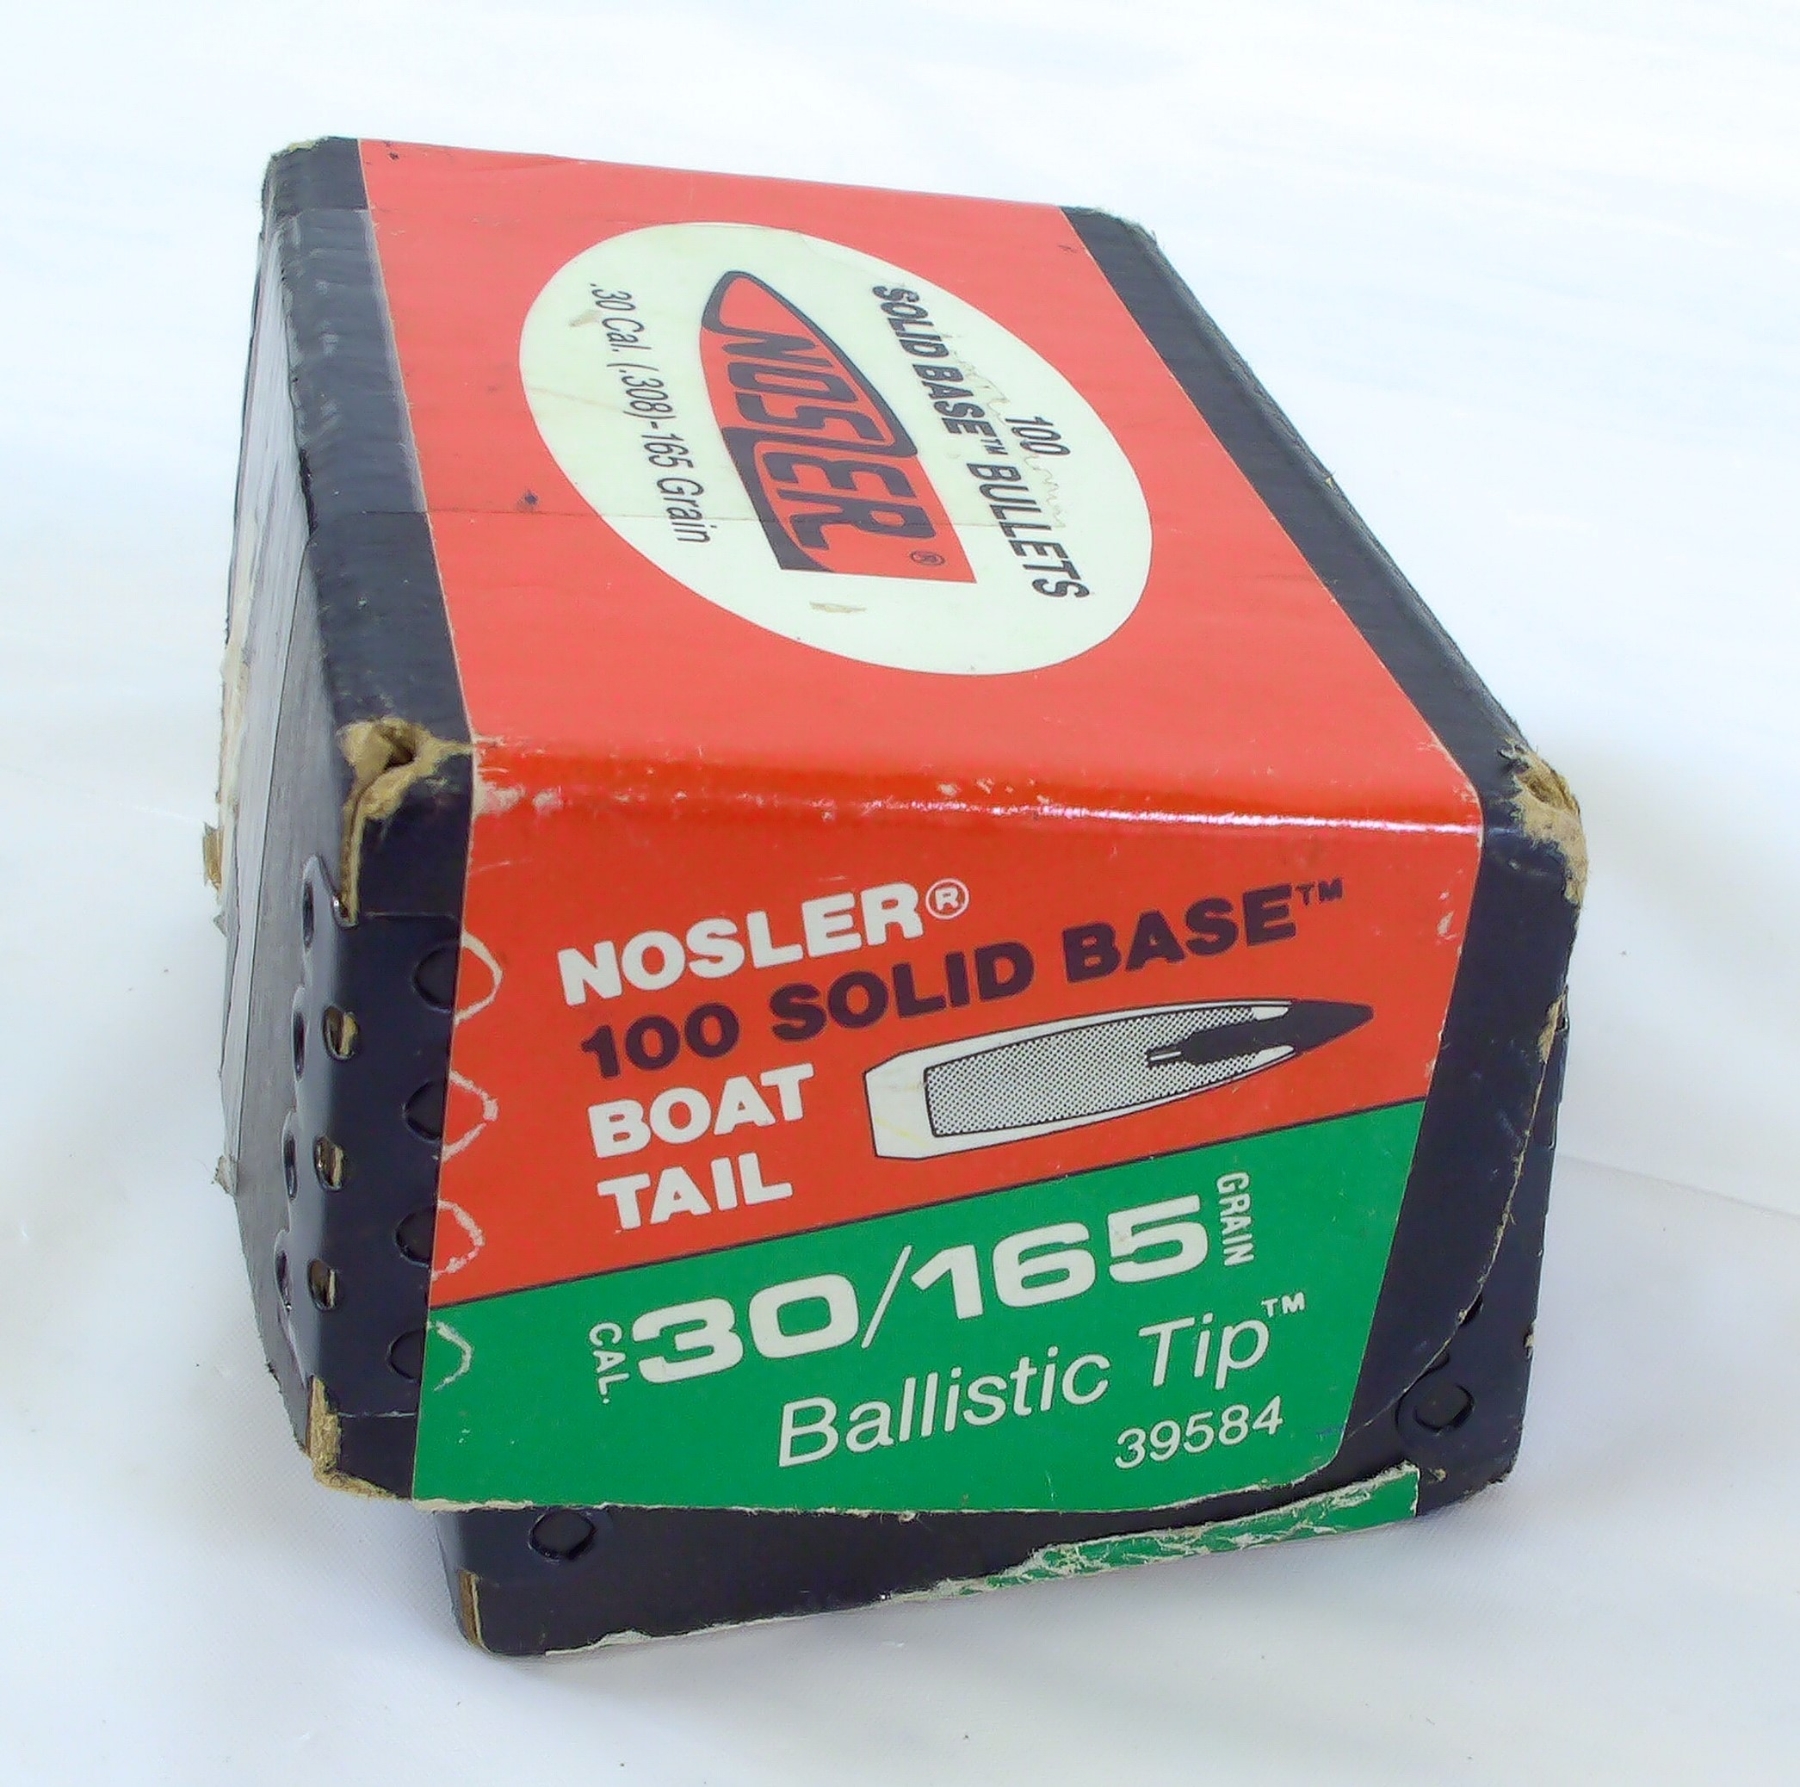 100
SOLID BASE™ BULLETS
NOSLER®
.30 Cal. (.308)-165 Grain
NOSLER®
100 SOLID BASE™
BOAT
TAIL
CAL. 30/165 GRAIN
Ballistic Tip™
39584